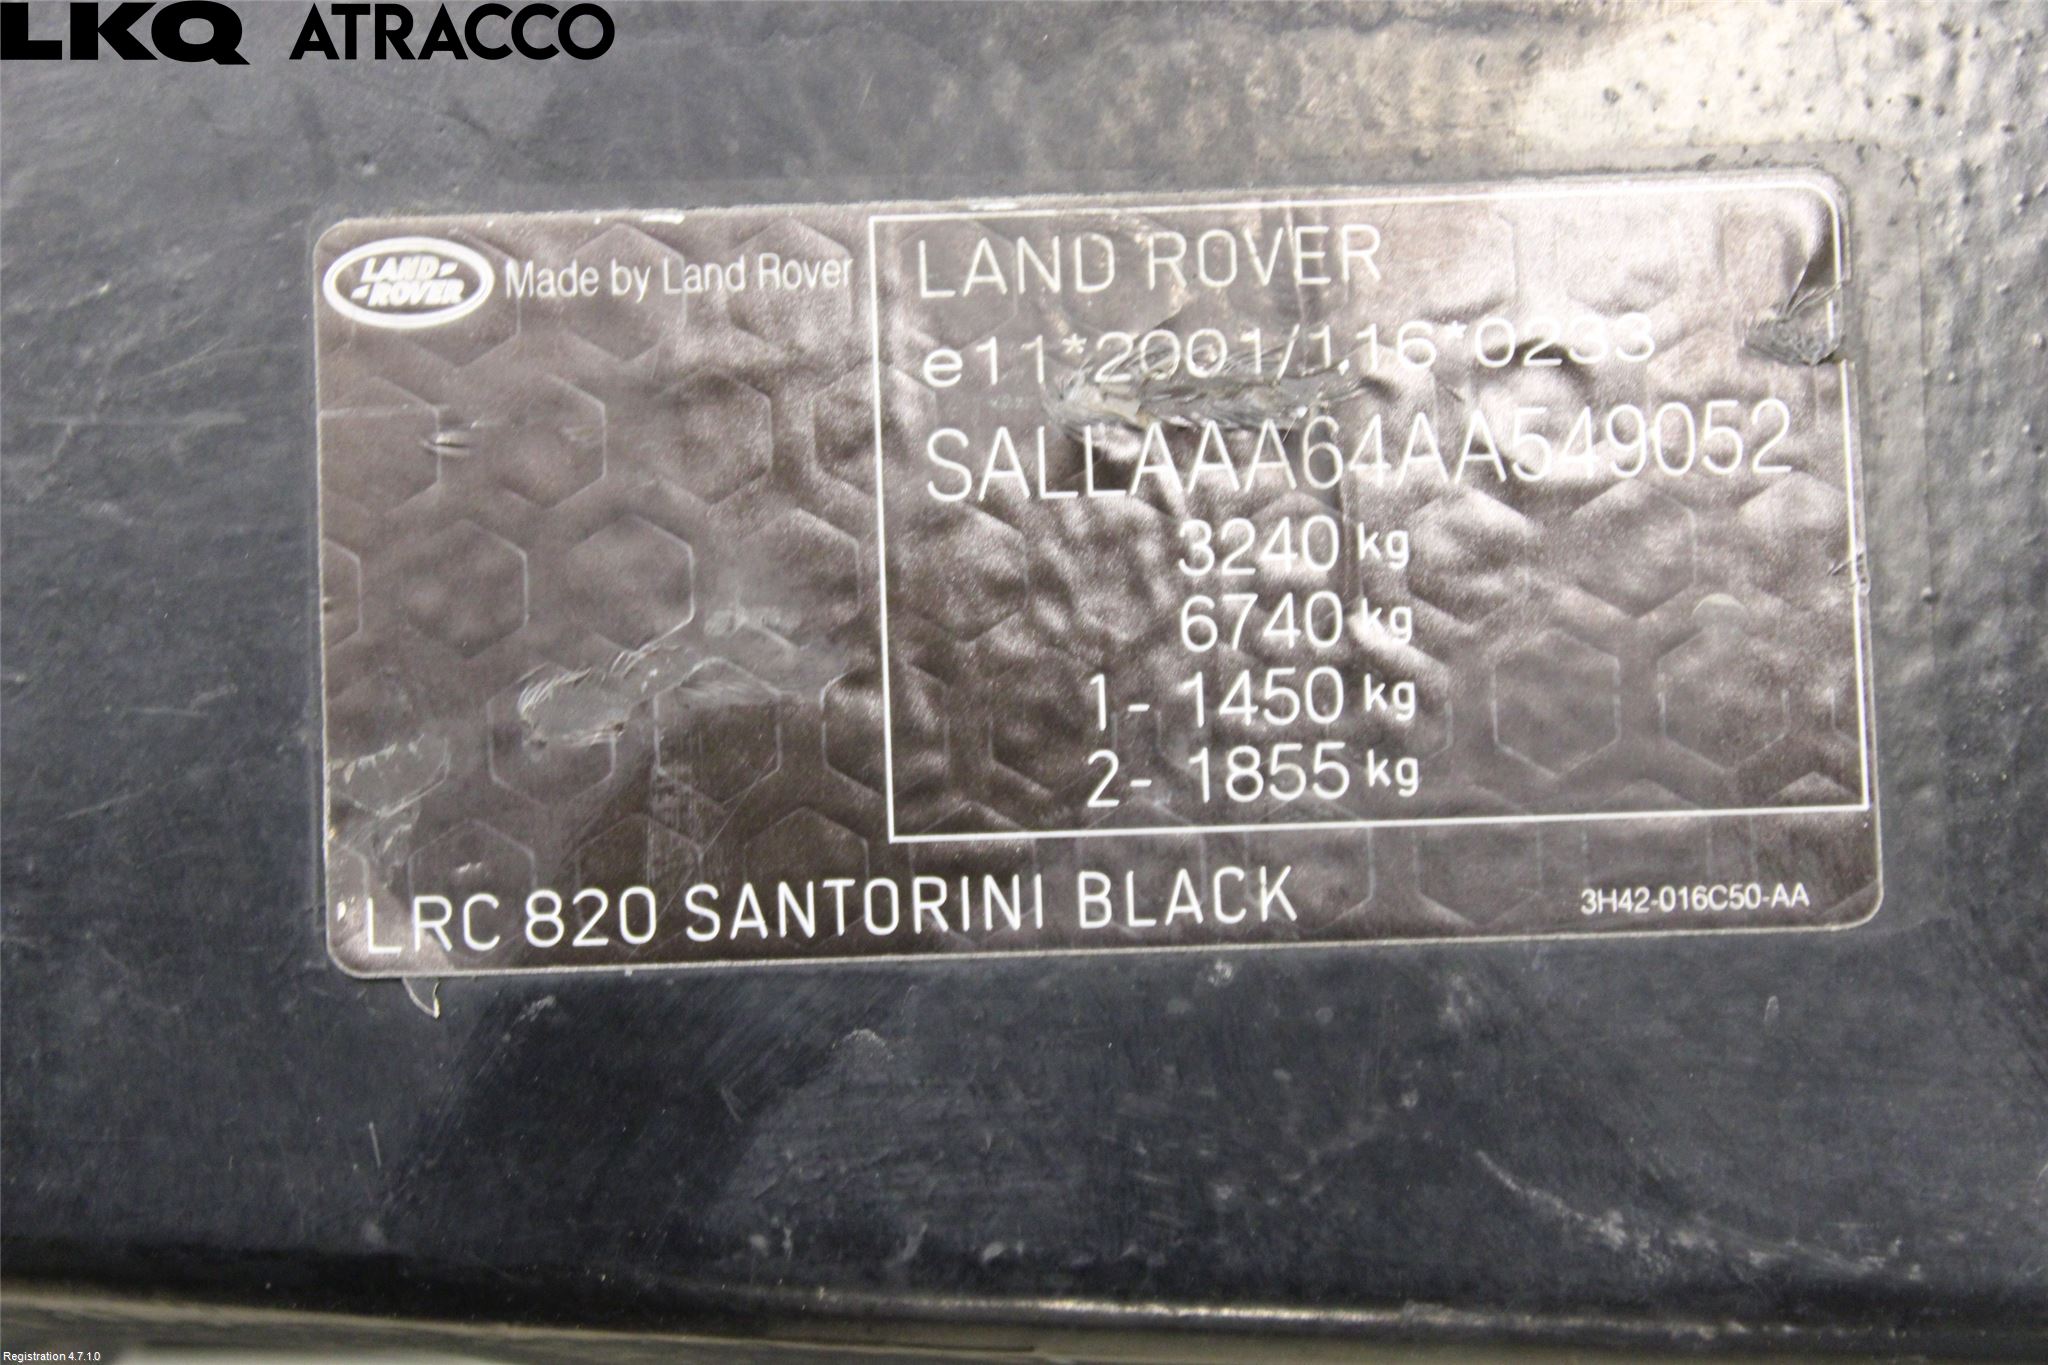 LKQ ATRACCO
LAND ROVER
Made by Land Rover
LAND ROVER
e11*2001/116*0233
SALLAAA64AA549052
3240 kg
6740 kg
1- 1450 kg
2- 1855 kg
LRC 820 SANTORINI BLACK
3H42-016C50-AA
Registration 4.7.1.0